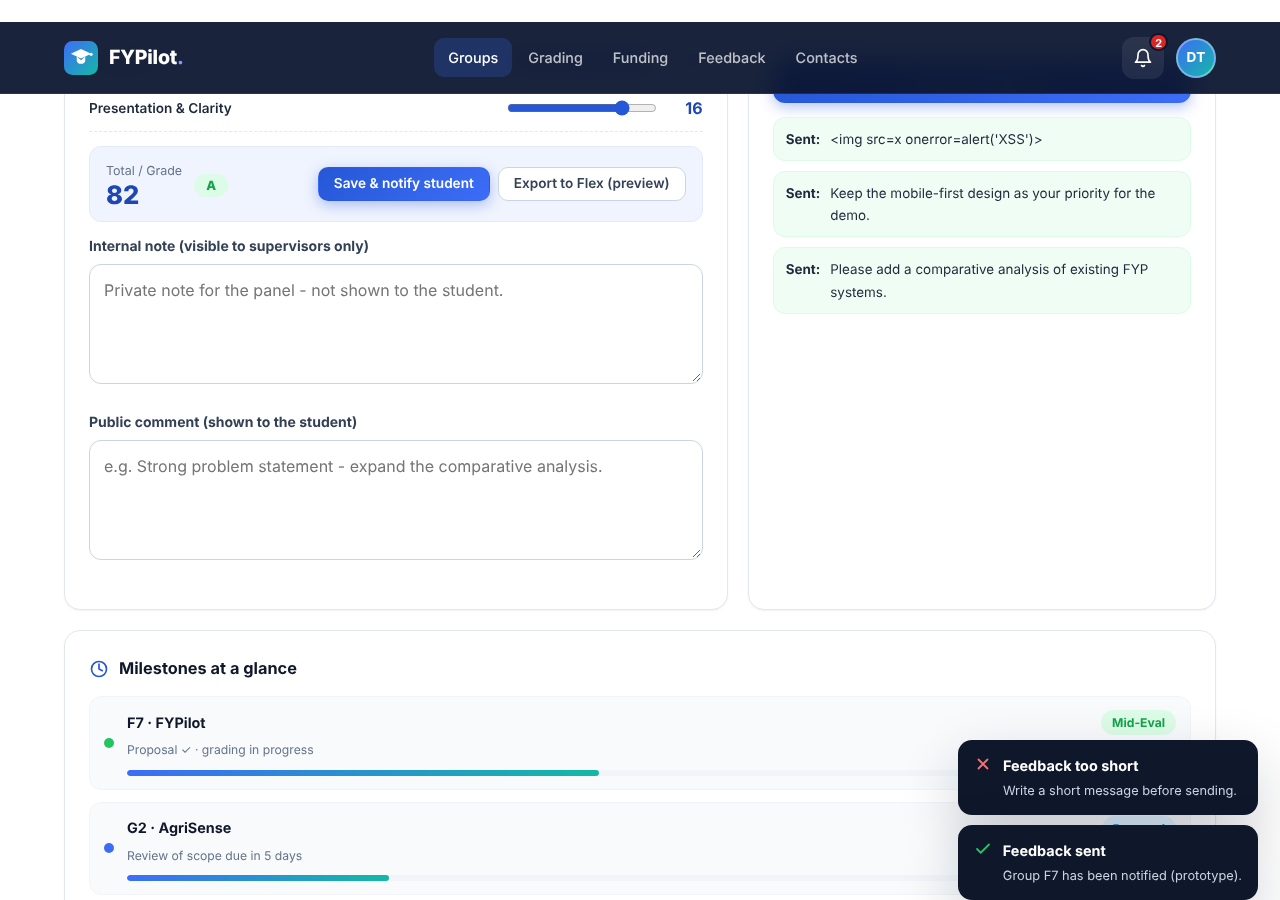 FYPilot.
Groups
Grading
Funding
Feedback
Contacts
2
DT
Presentation & Clarity
16
Total / Grade
82
A
Save & notify student
Export to Flex (preview)
Internal note (visible to supervisors only)
Private note for the panel - not shown to the student.
Public comment (shown to the student)
e.g. Strong problem statement - expand the comparative analysis.
Sent: <img src=x onerror=alert('XSS')>
Sent: Keep the mobile-first design as your priority for the
demo.
Sent: Please add a comparative analysis of existing FYP
systems.
Milestones at a glance
F7 · FYPilot
Mid-Eval
Proposal ✓ · grading in progress
G2 · AgriSense
Review of scope due in 5 days
Feedback too short
Write a short message before sending.
Feedback sent
Group F7 has been notified (prototype).